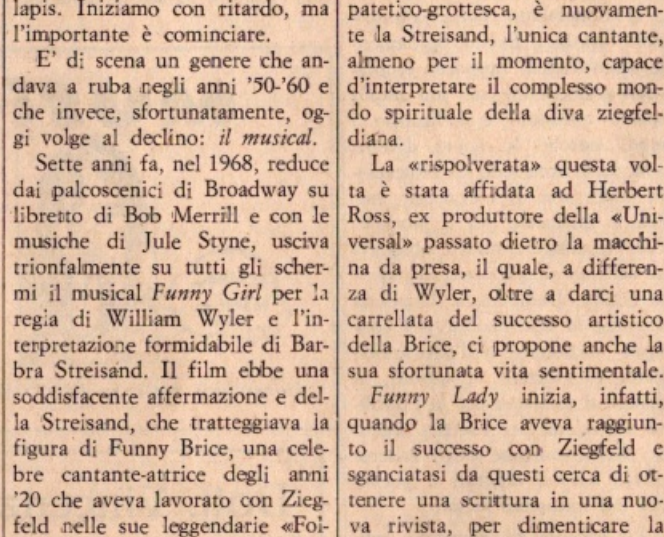 lapis. Iniziamo con ritardo, ma
l'importante è cominciare.
E' di scena un genere che an-
dava a ruba negli anni '50-'60 e
che invece, sfortunatamente, og-
gi volge al declino: il musical.
Sette anni fa, nel 1968, reduce
dai palcoscenici di Broadway su
libretto di Bob Merrill e con le
musiche di Jule Styne, usciva
trionfalmente su tutti gli scher-
mi il musical Funny Girl per la
regia di William Wyler e l'in-
terpretazione formidabile di Bar-
bra Streisand. Il film ebbe una
soddisfacente affermazione e del-
la Streisand, che tratteggiava la
figura di Funny Brice, una cele-
bre cantante-attrice degli anni
'20 che aveva lavorato con Zieg-
feld nelle sue leggendarie «Fol-
patetico-grottesca, è nuovamen-
te la Streisand, l'unica cantante,
almeno per il momento, capace
d'interpretare il complesso mon-
do spirituale della diva ziegfel-
diana.
La «rispolverata» questa vol-
ta è stata affidata ad Herbert
Ross, ex produttore della «Uni-
versal» passato dietro la macchi-
na da presa, il quale, a differen-
za di Wyler, oltre a darci una
carrellata del successo artistico
della Brice, ci propone anche la
sua sfortunata vita sentimentale.
Funny Lady inizia, infatti,
quando la Brice aveva raggiun-
to il successo con Ziegfeld e
sganciatasi da questi cerca di ot-
tenere una scrittura in una nuo-
va rivista, per dimenticare la